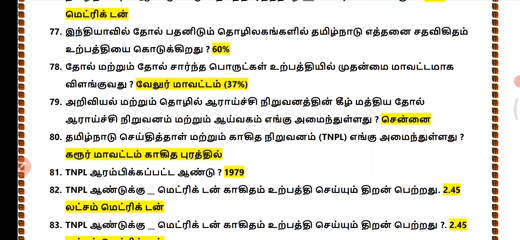 மெட்ரிக் டன்
77. இந்தியாவில் தோல் பதனிடும் தொழிலகங்களில் தமிழ்நாடு எத்தனை சதவிகிதம்
உற்பத்தியை கொடுக்கிறது ? 60%
78. தோல் மற்றும் தோல் சார்ந்த பொருட்கள் உற்பத்தியில் முதன்மை மாவட்டமாக
விளங்குவது ? வேலூர் மாவட்டம் (37%)
79. அறிவியல் மற்றும் தொழில் ஆராய்ச்சி நிறுவனத்தின் கீழ் மத்திய தோல்
ஆராய்ச்சி நிறுவனம் மற்றும் ஆய்வகம் எங்கு அமைந்துள்ளது ? சென்னை
80. தமிழ்நாடு செய்தித்தாள் மற்றும் காகித நிறுவனம் (TNPL) எங்கு அமைந்துள்ளது ?
கரூர் மாவட்டம் காகித புரத்தில்
81. TNPL ஆரம்பிக்கப்பட்ட ஆண்டு ? 1979
82. TNPL ஆண்டுக்கு __ மெட்ரிக் டன் காகிதம் உற்பத்தி செய்யும் திறன் பெற்றது. 2.45
லட்சம் மெட்ரிக் டன்
83. TNPL ஆண்டுக்கு __ மெட்ரிக் டன் காகிதம் உற்பத்தி செய்யும் திறன் பெற்றது ?. 2.45